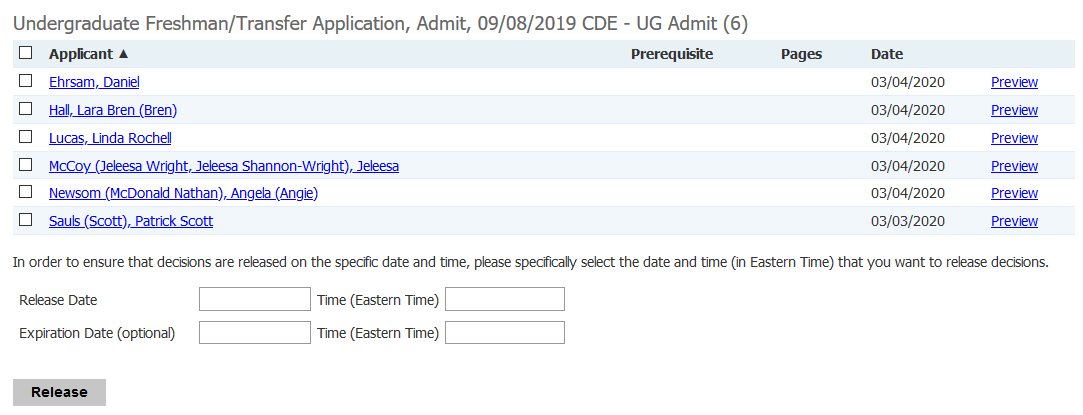 Undergraduate Freshman/Transfer Application, Admit, 09/08/2019 CDE - UG Admit (6)
Applicant ▲ Prerequisite Pages Date
Ehrsam, Daniel 03/04/2020 Preview
Hall, Lara Bren (Bren) 03/04/2020 Preview
Lucas, Linda Rochell 03/04/2020 Preview
McCoy (Jeleesa Wright, Jeleesa Shannon-Wright), Jeleesa 03/04/2020 Preview
Newsom (McDonald Nathan), Angela (Angie) 03/04/2020 Preview
Sauls (Scott), Patrick Scott 03/03/2020 Preview
In order to ensure that decisions are released on the specific date and time, please specifically select the date and time (in Eastern Time) that you want to release decisions.
Release Date Time (Eastern Time)
Expiration Date (optional) Time (Eastern Time)
Release